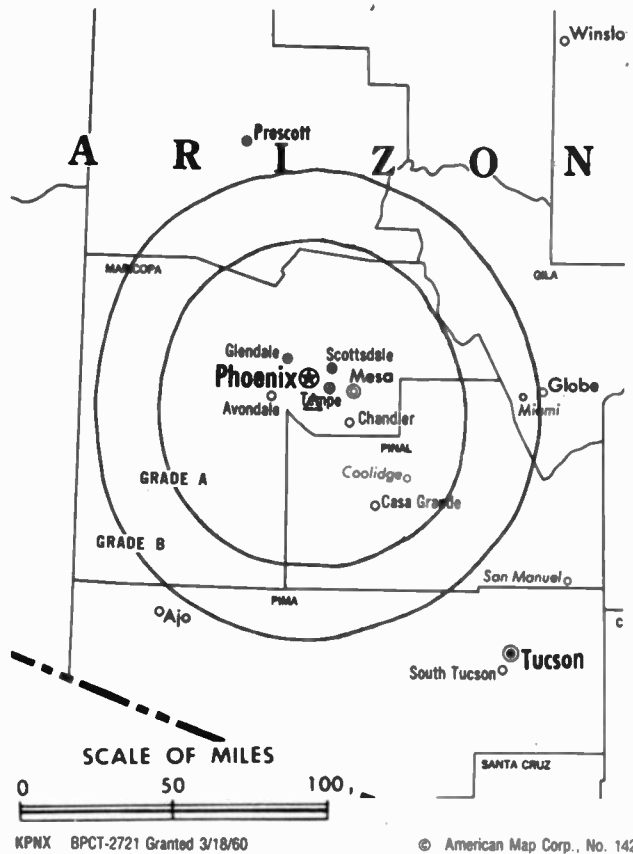 Winslo
Prescott
A R I Z O N
MARICOPA
GILA
Glendale
Scottsdale
Phoenix
Mesa
Tempe
Globe
Miami
Avondale
Chandler
PINAL
Coolidge
GRADE A
Casa Grande
GRADE B
San Manuel
PIMA
Ajo
C
Tucson
South Tucson
SCALE OF MILES
SANTA CRUZ
0 50 100
KPNX BPCT-2721 Granted 3/18/60
© American Map Corp., No. 142